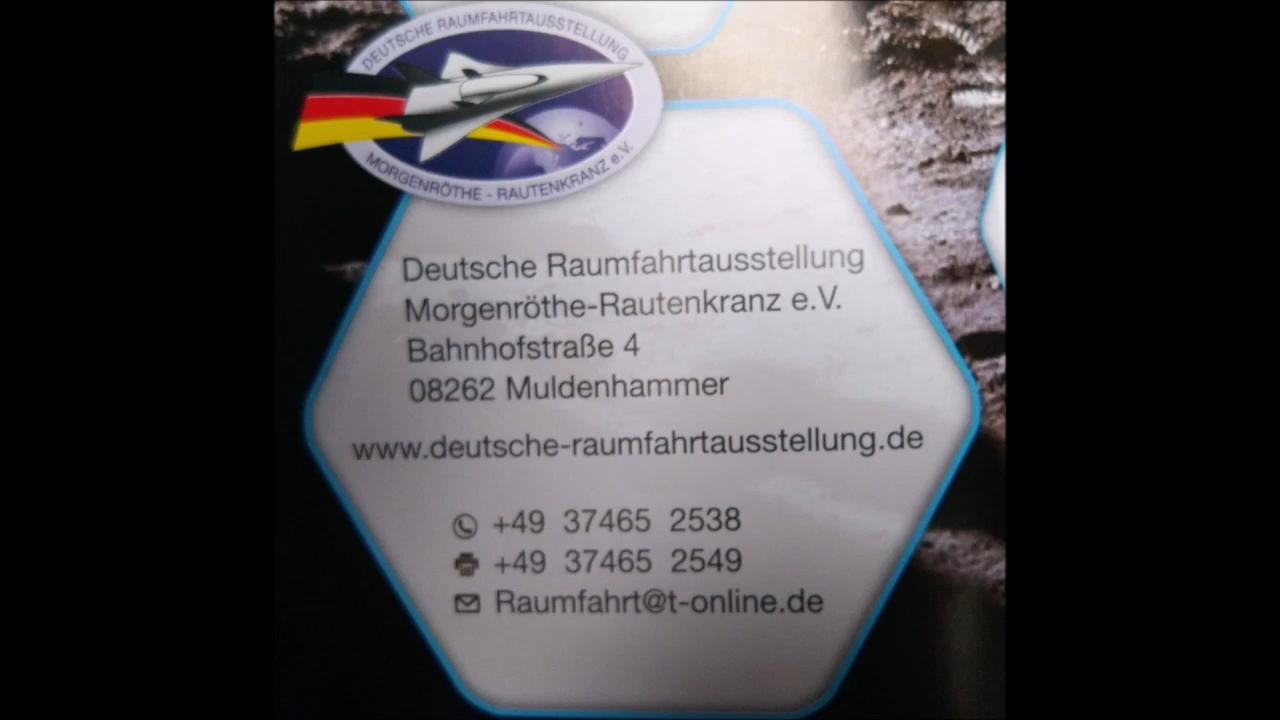 DEUTSCHE RAUMFAHRTAUSSTELLUNG
MORGENRÖTHE - RAUTENKRANZ e.V.
Deutsche Raumfahrtausstellung
Morgenröthe-Rautenkranz e.V.
Bahnhofstraße 4
08262 Muldenhammer
www.deutsche-raumfahrtausstellung.de
+49 37465 2538
+49 37465 2549
Raumfahrt@t-online.de